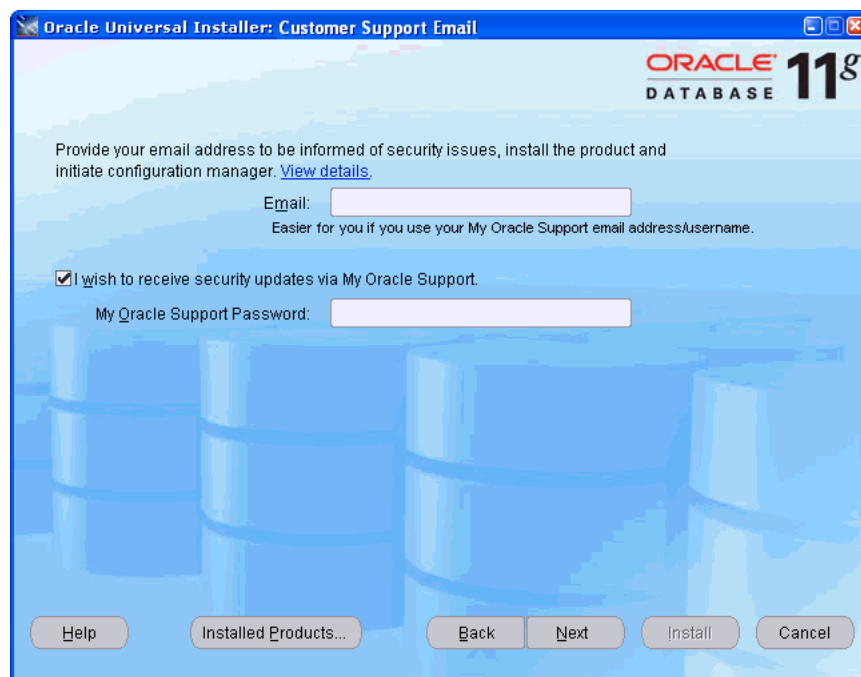 Oracle Universal Installer: Customer Support Email
ORACLE
DATABASE
11g
Provide your email address to be informed of security issues, install the product and
initiate configuration manager. View details.
Email:
Easier for you if you use your My Oracle Support email address/username.
I wish to receive security updates via My Oracle Support.
My Oracle Support Password:
Help
Installed Products...
Back
Next
Install
Cancel